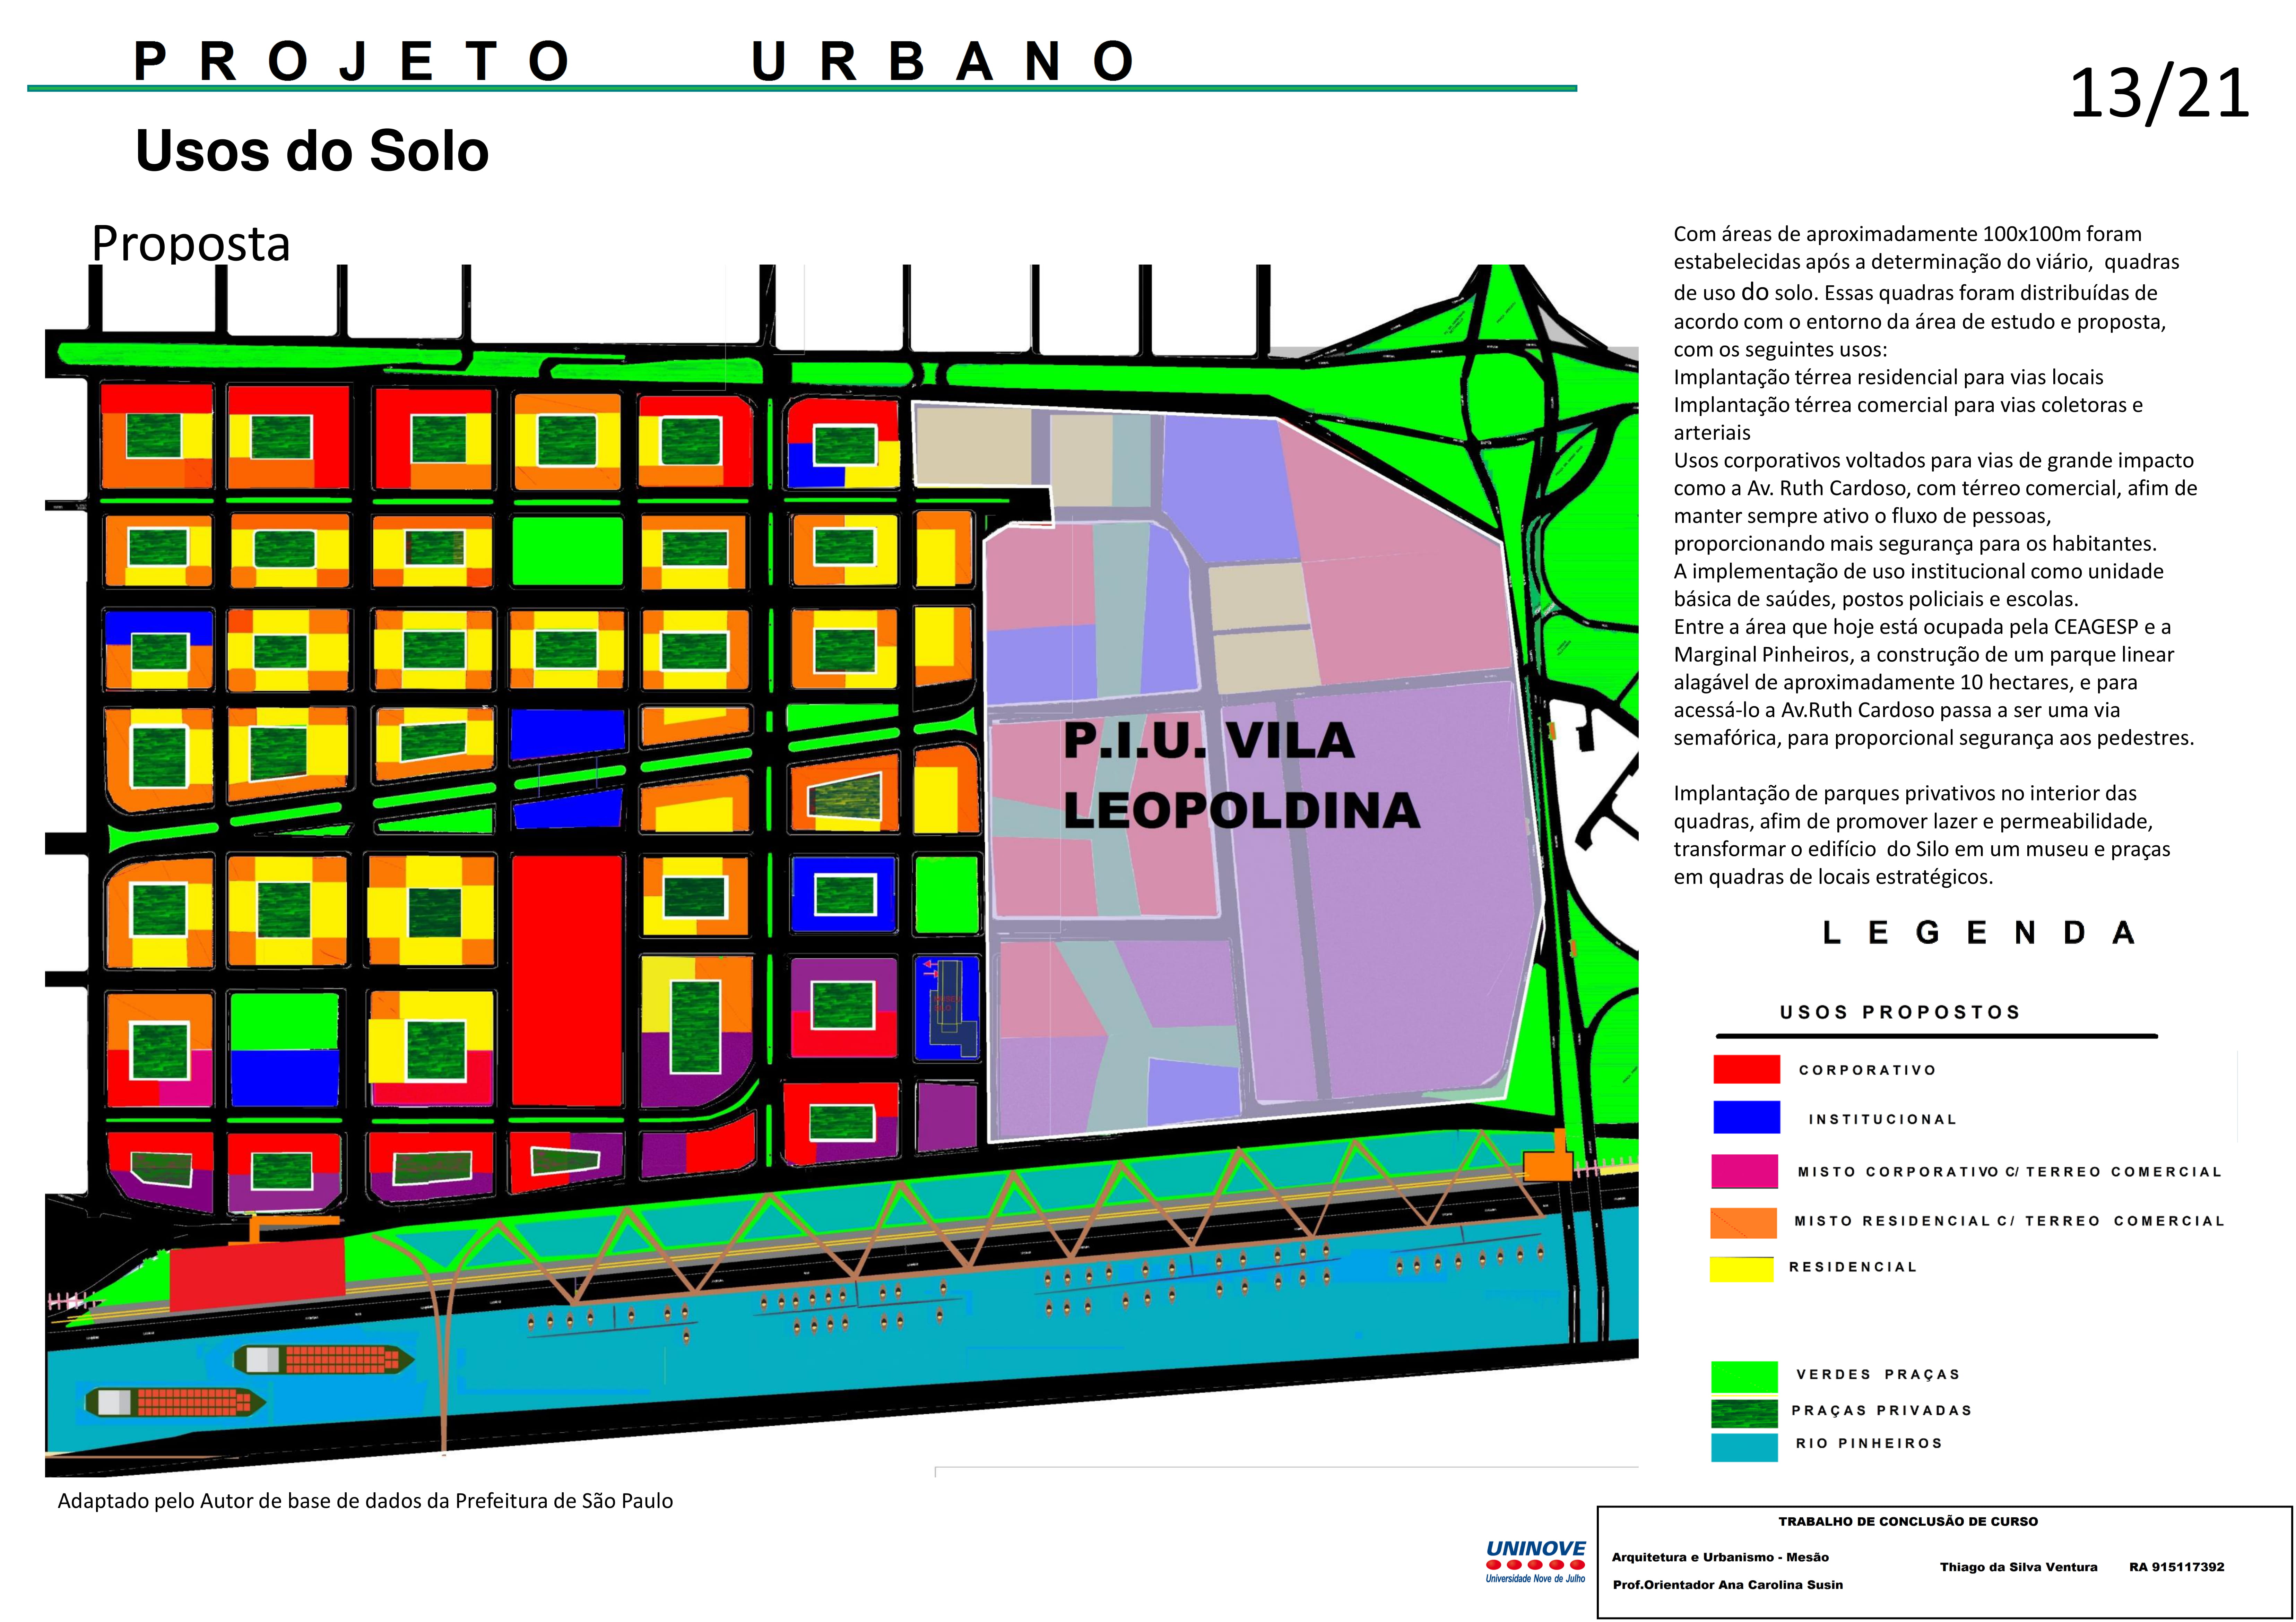 PROJETO URBANO
13/21
Usos do Solo
Proposta
Com áreas de aproximadamente 100x100m foram
estabelecidas após a determinação do viário, quadras
de uso do solo. Essas quadras foram distribuídas de
acordo com o entorno da área de estudo e proposta,
com os seguintes usos:
Implantação térrea residencial para vias locais
Implantação térrea comercial para vias coletoras e
arteriais
Usos corporativos voltados para vias de grande impacto
como a Av. Ruth Cardoso, com térreo comercial, afim de
manter sempre ativo o fluxo de pessoas,
proporcionando mais segurança para os habitantes.
A implementação de uso institucional como unidade
básica de saúdes, postos policiais e escolas.
Entre a área que hoje está ocupada pela CEAGESP e a
Marginal Pinheiros, a construção de um parque linear
alagável de aproximadamente 10 hectares, e para
acessá-lo a Av.Ruth Cardoso passa a ser uma via
semafórica, para proporcional segurança aos pedestres.
Implantação de parques privativos no interior das
quadras, afim de promover lazer e permeabilidade,
transformar o edifício do Silo em um museu e praças
em quadras de locais estratégicos.
P.I.U. VILA
LEOPOLDINA
LEGENDA
USOS PROPOSTOS
CORPORATIVO
INSTITUCIONAL
MISTO CORPORATIVO C/ TERREO COMERCIAL
MISTO RESIDENCIAL C/ TERREO COMERCIAL
RESIDENCIAL
VERDES PRAÇAS
PRAÇAS PRIVADAS
RIO PINHEIROS
Adaptado pelo Autor de base de dados da Prefeitura de São Paulo
UNINOVE
Universidade Nove de Julho
TRABALHO DE CONCLUSÃO DE CURSO
Arquitetura e Urbanismo - Mesão
Thiago da Silva Ventura RA 915117392
Prof.Orientador Ana Carolina Susin